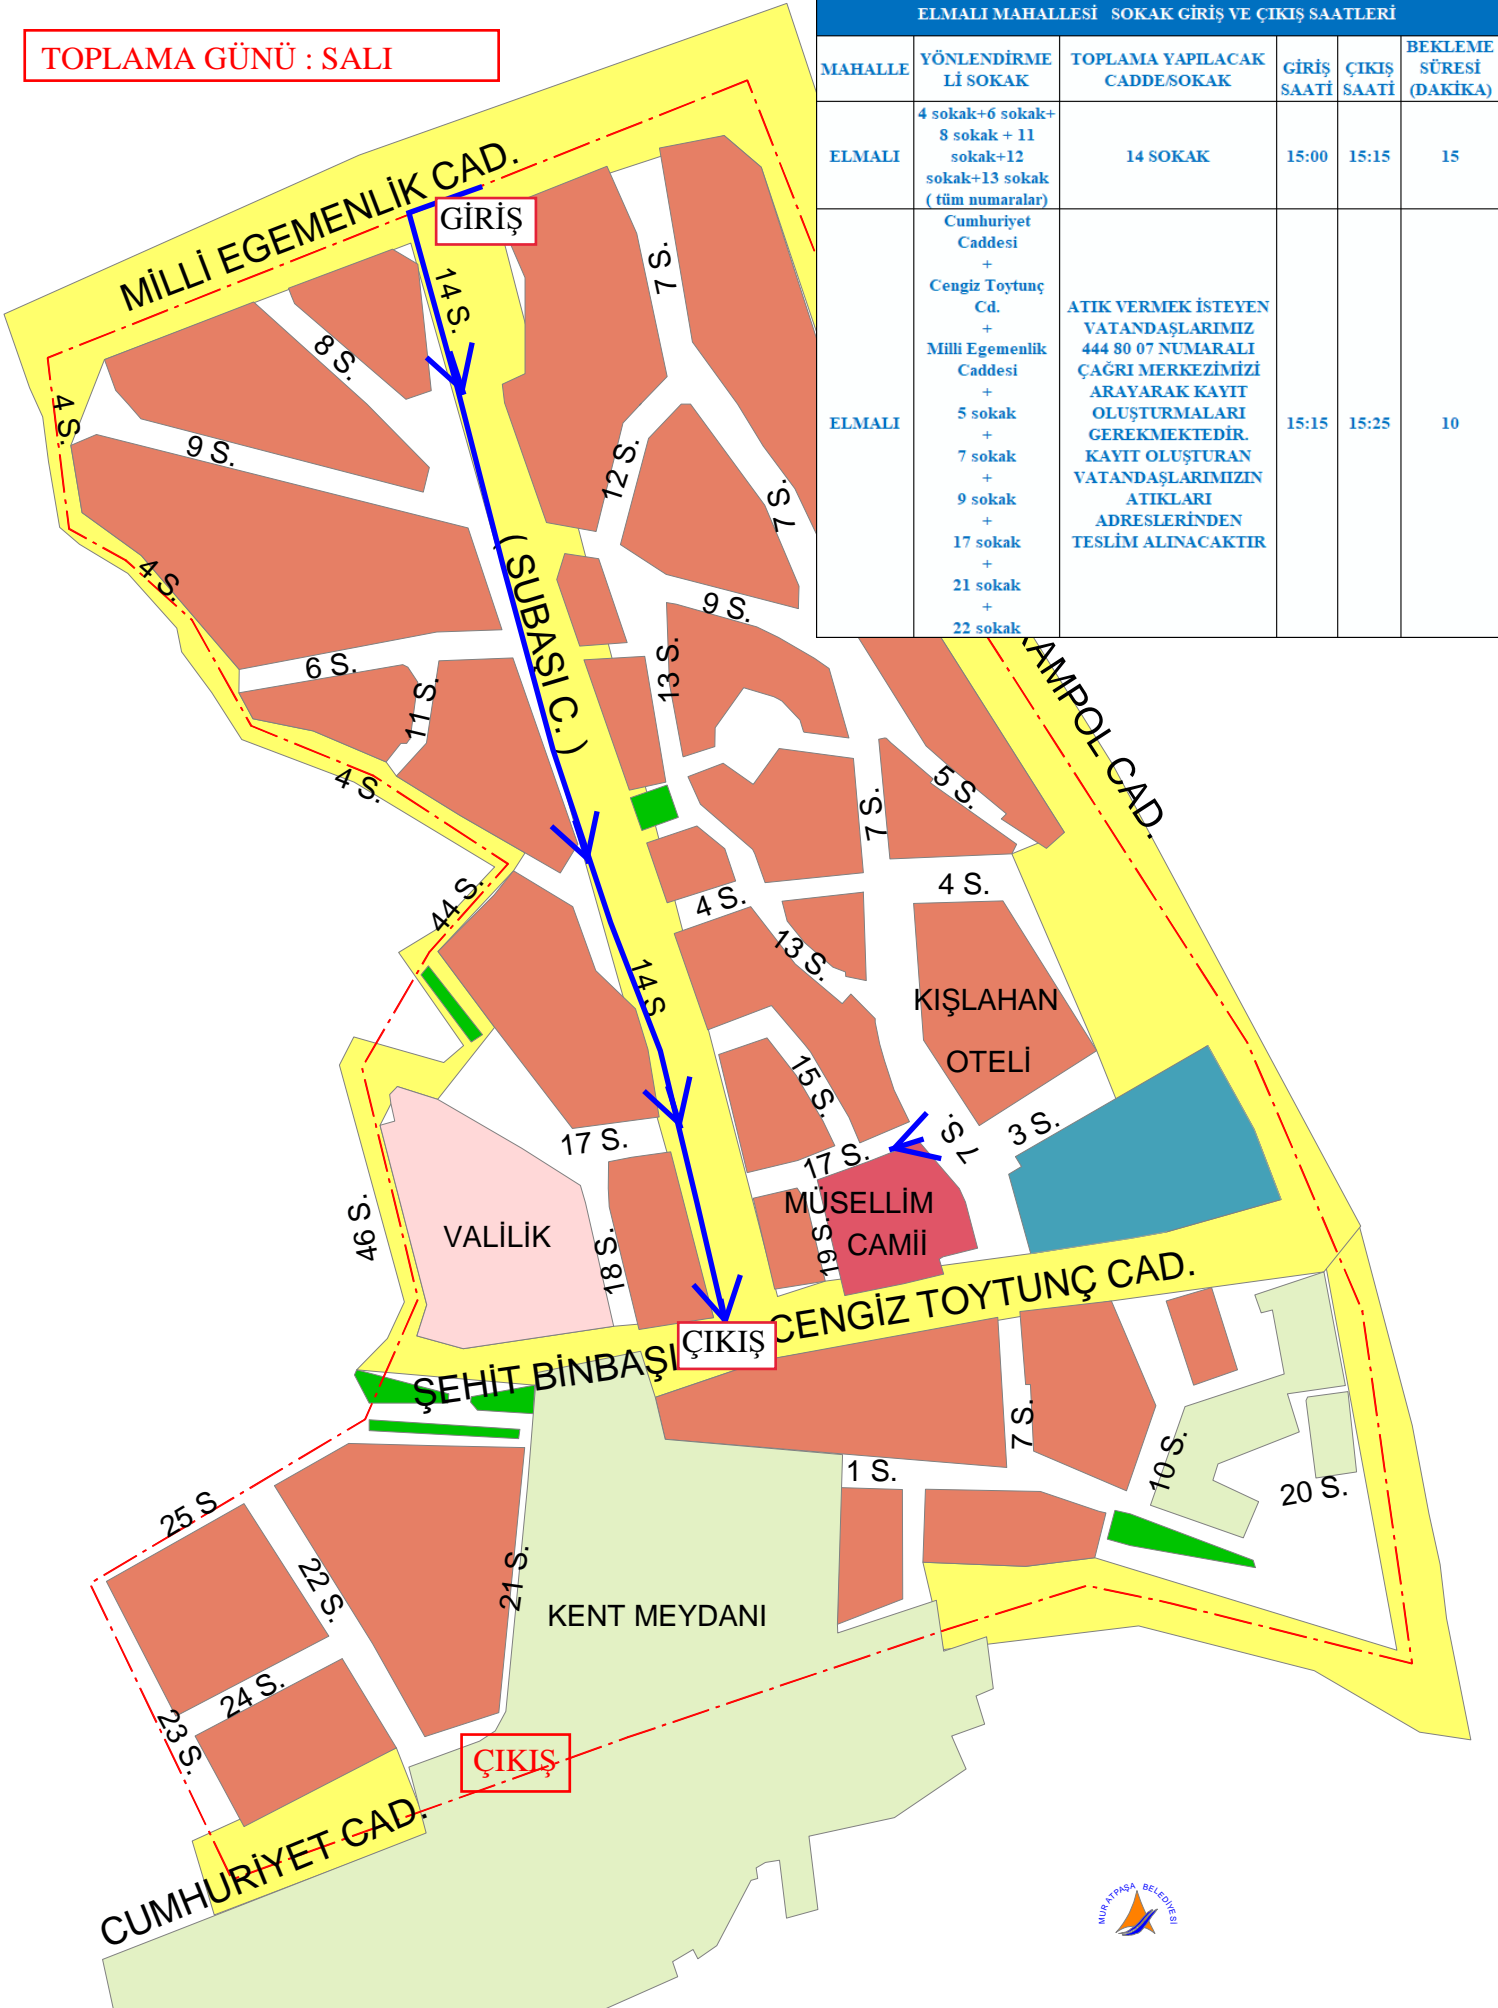 TOPLAMA GÜNÜ : SALI
ELMALI MAHALLESİ SOKAK GİRİŞ VE ÇIKIŞ SAATLERİ
MAHALLE
YÖNLENDİRME
Lİ SOKAK
TOPLAMA YAPILACAK
CADDE/SOKAK
GİRİŞ
SAATİ
ÇIKIŞ
SAATİ
BEKLEME
SÜRESİ
(DAKİKA)
ELMALI
4 sokak+6 sokak+
8 sokak + 11
sokak+12
sokak+13 sokak
( tüm numaralar)
14 SOKAK
15:00
15:15
15
ELMALI
Cumhuriyet
Caddesi
+
Cengiz Toytunç
Cd.
+
Milli Egemenlik
Caddesi
+
5 sokak
+
7 sokak
+
9 sokak
+
17 sokak
+
21 sokak
+
22 sokak
ATIK VERMEK İSTEYEN
VATANDAŞLARIMIZ
444 80 07 NUMARALI
ÇAĞRI MERKEZİMİZİ
ARAYARAK KAYIT
OLUŞTURMALARI
GEREKMEKTEDİR.
KAYIT OLUŞTURAN
VATANDAŞLARIMIZIN
ATIKLARI
ADRESLERİNDEN
TESLİM ALINACAKTIR
15:15
15:25
10
MİLLİ EGEMENLİK CAD.
GİRİŞ
14 S.
7 S.
8 S.
4 S.
9 S.
12 S.
7 S.
4 S.
( SUBAŞI C. )
9 S.
6 S.
13 S.
11 S.
KAMPOL CAD.
4 S.
5 S.
7 S.
44 S.
4 S.
4 S.
13 S.
14 S
KIŞLAHAN
OTELİ
15 S.
17 S.
17 S.
7 S.
3 S.
46 S.
VALİLİK
18 S.
MÜSELLİM
CAMİİ
19 S.
ŞEHİT BİNBAŞI
ÇIKIŞ
CENGİZ TOYTUNÇ CAD.
7 S.
1 S.
10 S.
20 S.
25 S
22 S.
21 S.
KENT MEYDANI
24 S.
23 S.
ÇIKIŞ
CUMHURİYET CAD.
MURATPAŞA BELEDİYESİ